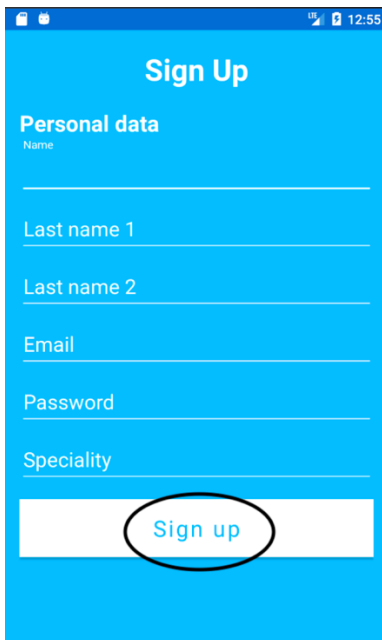 12:55
Sign Up
Personal data
Name
Last name 1
Last name 2
Email
Password
Speciality
Sign up